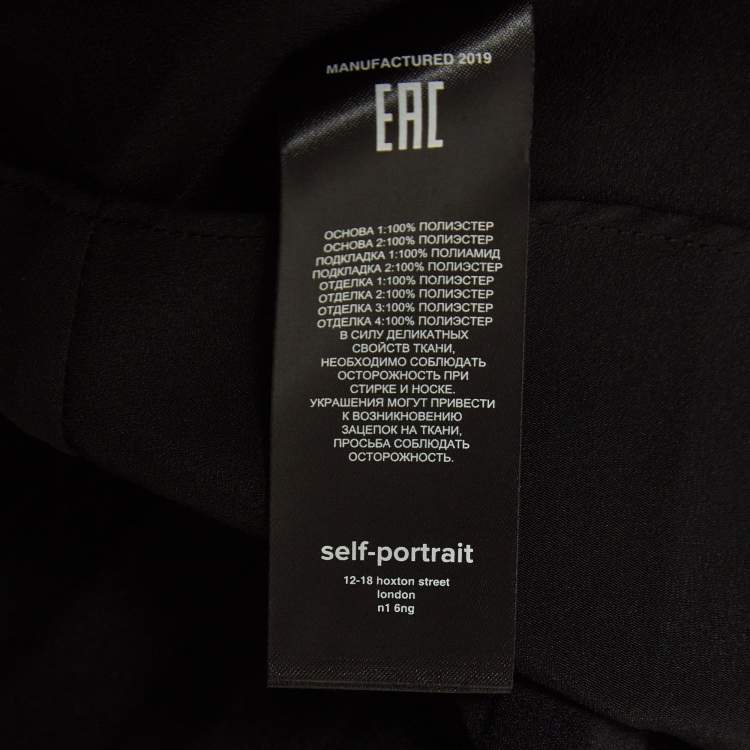 MANUFACTURED 2019
EAC
ОСНОВА 1:100% ПОЛИЭСТЕР
ОСНОВА 2:100% ПОЛИЭСТЕР
ПОДКЛАДКА 1:100% ПОЛИАМИД
ПОДКЛАДКА 2:100% ПОЛИЭСТЕР
ОТДЕЛКА 1:100% ПОЛИЭСТЕР
ОТДЕЛКА 2:100% ПОЛИЭСТЕР
ОТДЕЛКА 3:100% ПОЛИЭСТЕР
ОТДЕЛКА 4:100% ПОЛИЭСТЕР
В СИЛУ ДЕЛИКАТНЫХ
СВОЙСТВ ТКАНИ,
НЕОБХОДИМО СОБЛЮДАТЬ
ОСТОРОЖНОСТЬ ПРИ
СТИРКЕ И НОСКЕ.
УКРАШЕНИЯ МОГУТ ПРИВЕСТИ
К ВОЗНИКНОВЕНИЮ
ЗАЦЕПОК НА ТКАНИ,
ПРОСЬБА СОБЛЮДАТЬ
ОСТОРОЖНОСТЬ.
self-portrait
12-18 hoxton street
london
n1 6ng